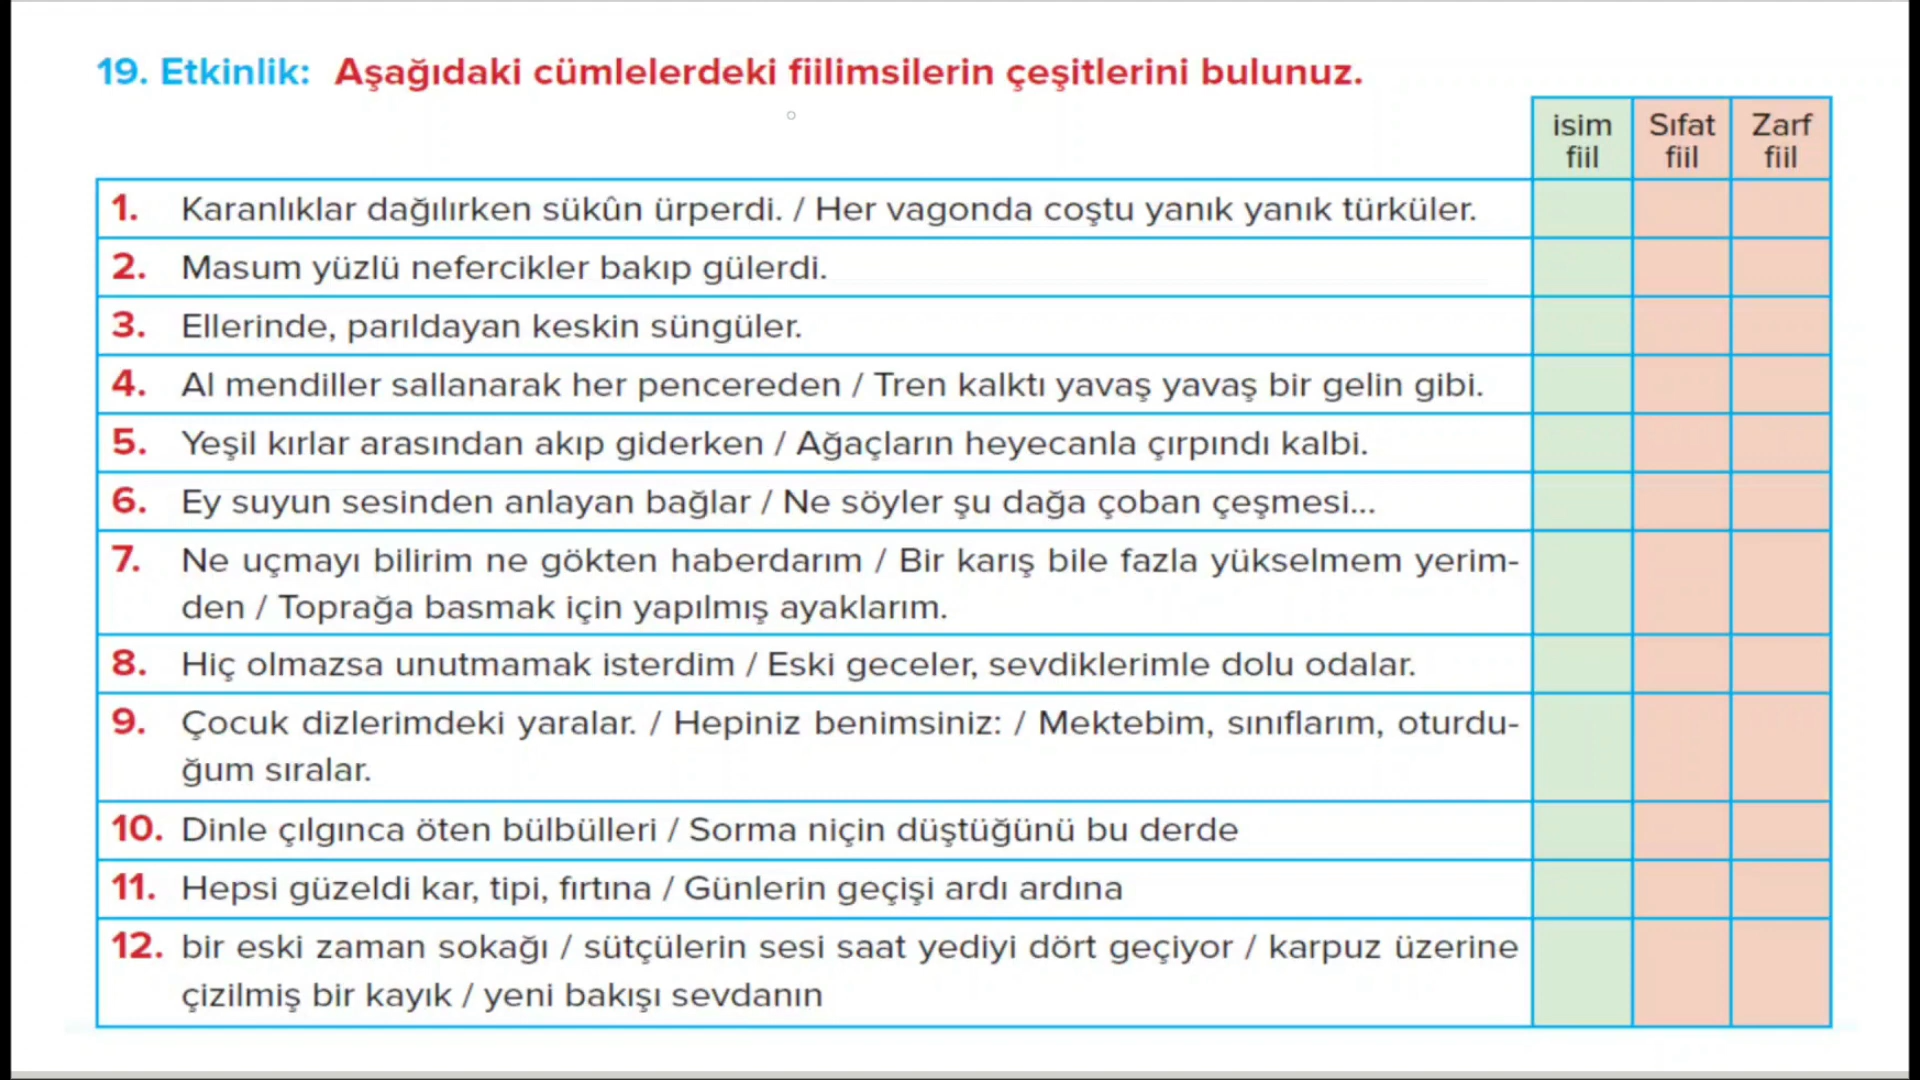 19. Etkinlik: Aşağıdaki cümlelerdeki fiilimsilerin çeşitlerini bulunuz.
isim fiil
Sıfat fiil
Zarf fiil
1. Karanlıklar dağılırken sükûn ürperdi. / Her vagonda coştu yanık yanık türküler.
2. Masum yüzlü nefercikler bakıp gülerdi.
3. Ellerinde, parıldayan keskin süngüler.
4. Al mendiller sallanarak her pencereden / Tren kalktı yavaş yavaş bir gelin gibi.
5. Yeşil kırlar arasından akıp giderken / Ağaçların heyecanla çırpındı kalbi.
6. Ey suyun sesinden anlayan bağlar / Ne söyler şu dağa çoban çeşmesi...
7. Ne uçmayı bilirim ne gökten haberdarım / Bir karış bile fazla yükselmem yerim-
den / Toprağa basmak için yapılmış ayaklarım.
8. Hiç olmazsa unutmamak isterdim / Eski geceler, sevdiklerimle dolu odalar.
9. Çocuk dizlerimdeki yaralar. / Hepiniz benimsiniz: / Mektebim, sınıflarım, oturdu-
ğum sıralar.
10. Dinle çılgınca öten bülbülleri / Sorma niçin düştüğünü bu derde
11. Hepsi güzeldi kar, tipi, fırtına / Günlerin geçişi ardı ardına
12. bir eski zaman sokağı / sütçülerin sesi saat yediyi dört geçiyor / karpuz üzerine
çizilmiş bir kayık / yeni bakışı sevdanın